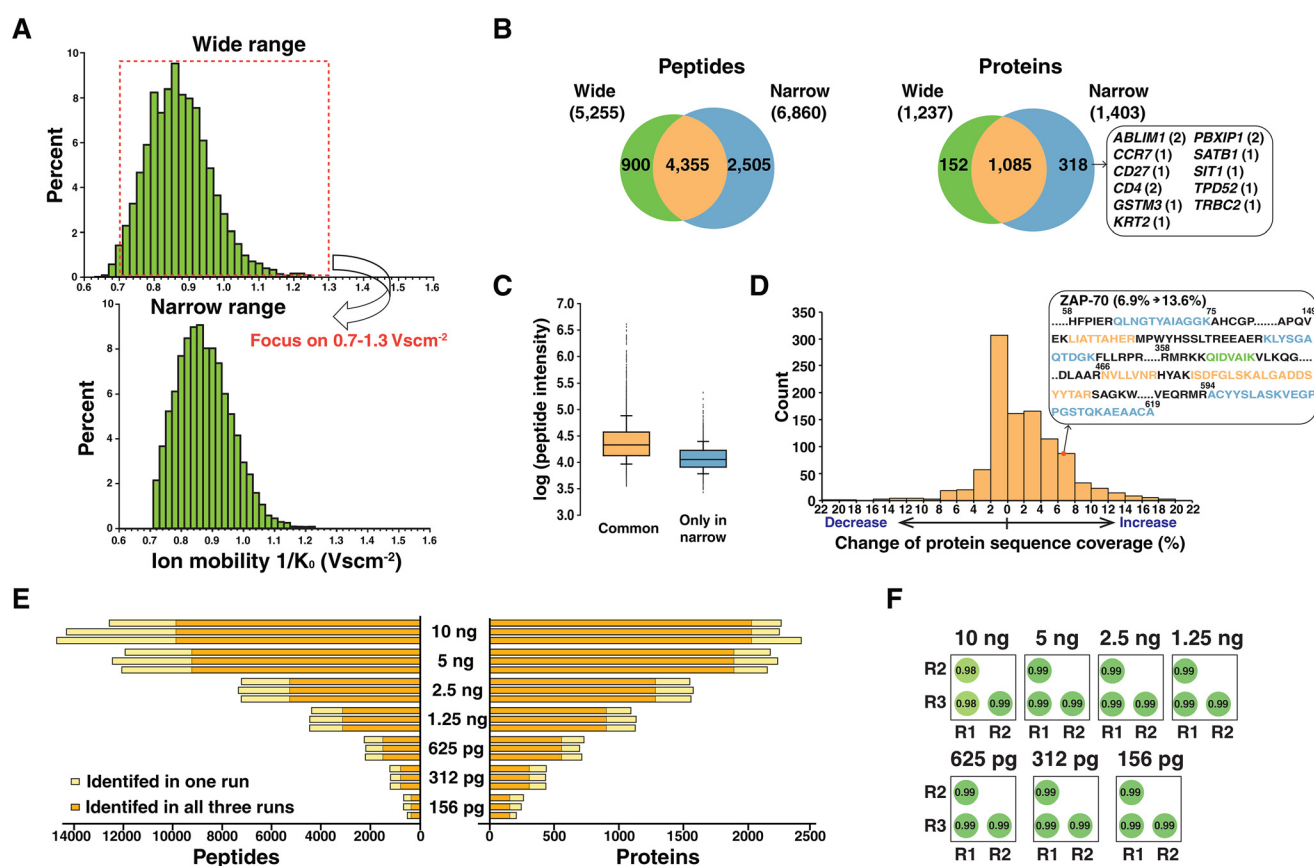 A
Wide range
Percent
10
8
6
4
2
0
0.6 0.7 0.8 0.9 1.0 1.1 1.2 1.3 1.4 1.5 1.6
Narrow range
Focus on 0.7-1.3 Vscm-2
Percent
10
8
6
4
2
0
0.6 0.7 0.8 0.9 1.0 1.1 1.2 1.3 1.4 1.5 1.6
Ion mobility 1/K0 (Vscm-2)
B
Peptides
Wide
(5,255)
Narrow
(6,860)
900 4,355 2,505
Proteins
Wide
(1,237)
Narrow
(1,403)
152 1,085 318
ABLIM1 (2) PBXIP1 (2)
CCR7 (1) SATB1 (1)
CD27 (1) SIT1 (1)
CD4 (2) TPD52 (1)
GSTM3 (1) TRBC2 (1)
KRT2 (1)
C
log (peptide intensity)
7.0
6.5
6.0
5.5
5.0
4.5
4.0
3.5
3.0
Common
Only in
narrow
D
Count
350
300
250
200
150
100
50
0
22 20 18 16 14 12 10 8 6 4 2 0 2 4 6 8 10 12 14 16 18 20 22
Decrease Increase
Change of protein sequence coverage (%)
ZAP-70 (6.9% → 13.6%)
58 75 149
.....HFPIERQLNGTYAIAGGKAHCGP.......APQV
EKLIATTAHERMPWYHSSLTREEAERKLYSGA
358
QTDGKFLLRPR.....RMRKKQIDVAIKVLKQG....
466
..DLAARNVLLVNRHYAKISDFGLSKALGADDS
594
YYTARSAGKW.....VEQRMRACYYSLASKVEGP
619
PGSTQKAEAACA
E
10 ng
5 ng
2.5 ng
1.25 ng
625 pg
312 pg
156 pg
Identifed in one run
Identifed in all three runs
14000 12000 10000 8000 6000 4000 2000 0
Peptides
0 500 1000 1500 2000 2500
Proteins
F
10 ng 5 ng 2.5 ng 1.25 ng
R2 0.98 0.99 0.99 0.99
R3 0.98 0.99 0.99 0.99 0.99 0.99 0.99 0.99
R1 R2 R1 R2 R1 R2 R1 R2
625 pg 312 pg 156 pg
R2 0.99 0.99 0.99
R3 0.99 0.99 0.99 0.99 0.99 0.99
R1 R2 R1 R2 R1 R2